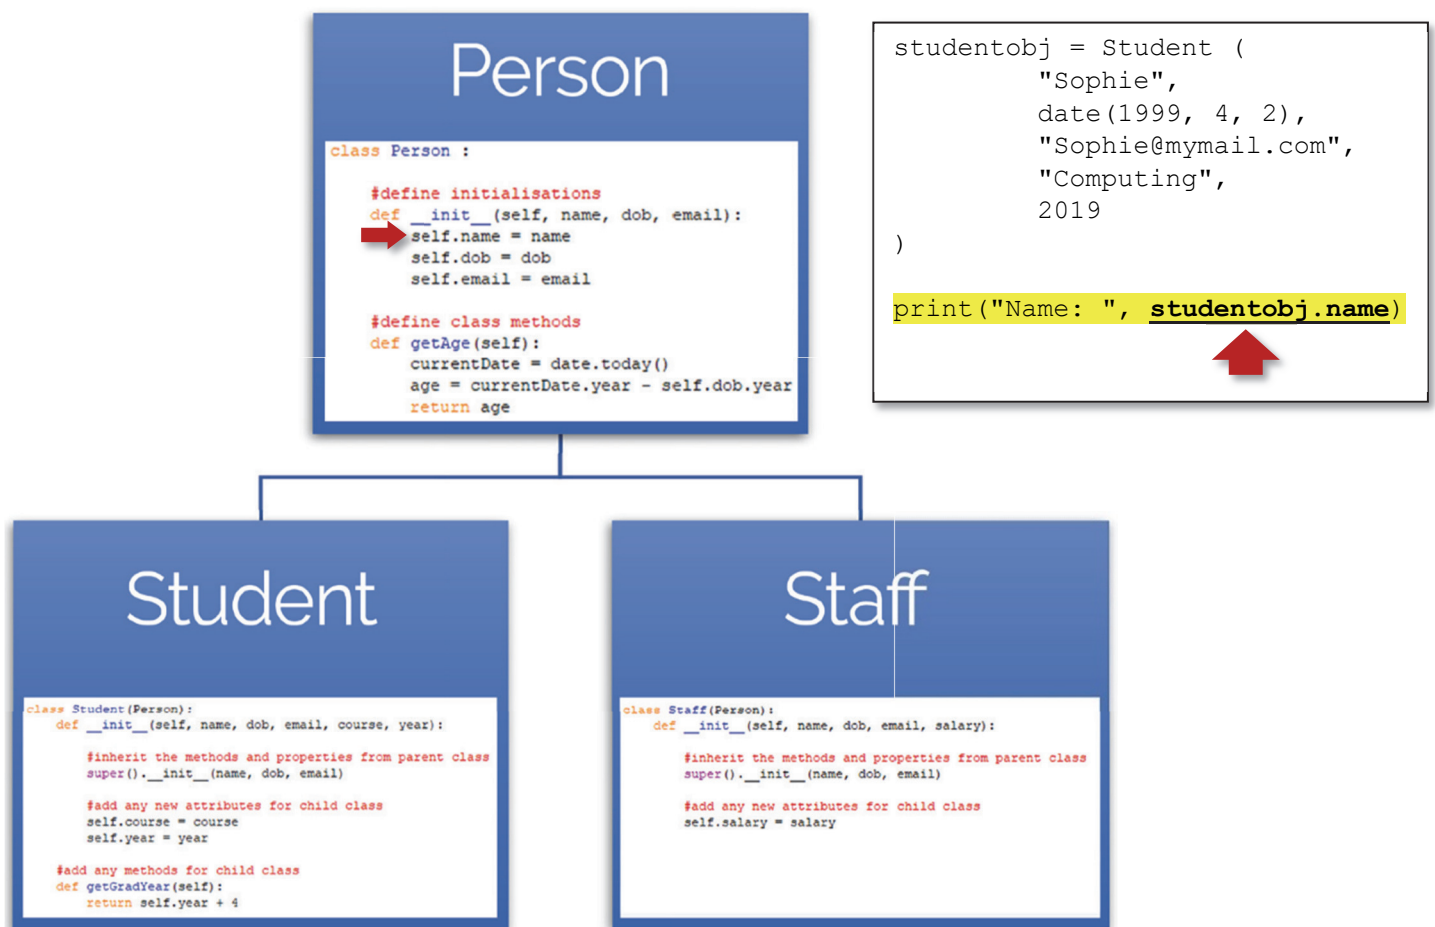 Person
class Person :
#define initialisations
def __init__(self, name, dob, email):
self.name = name
self.dob = dob
self.email = email
#define class methods
def getAge(self):
currentDate = date.today()
age = currentDate.year - self.dob.year
return age
studentobj = Student (
"Sophie",
date(1999, 4, 2),
"Sophie@mymail.com",
"Computing",
2019
)
print("Name: ", studentobj.name)
Student
class Student(Person):
def __init__(self, name, dob, email, course, year):
#inherit the methods and properties from parent class
super().__init__(name, dob, email)
#add any new attributes for child class
self.course = course
self.year = year
#add any methods for child class
def getGradYear(self):
return self.year + 4
Staff
class Staff(Person):
def __init__(self, name, dob, email, salary):
#inherit the methods and properties from parent class
super().__init__(name, dob, email)
#add any new attributes for child class
self.salary = salary